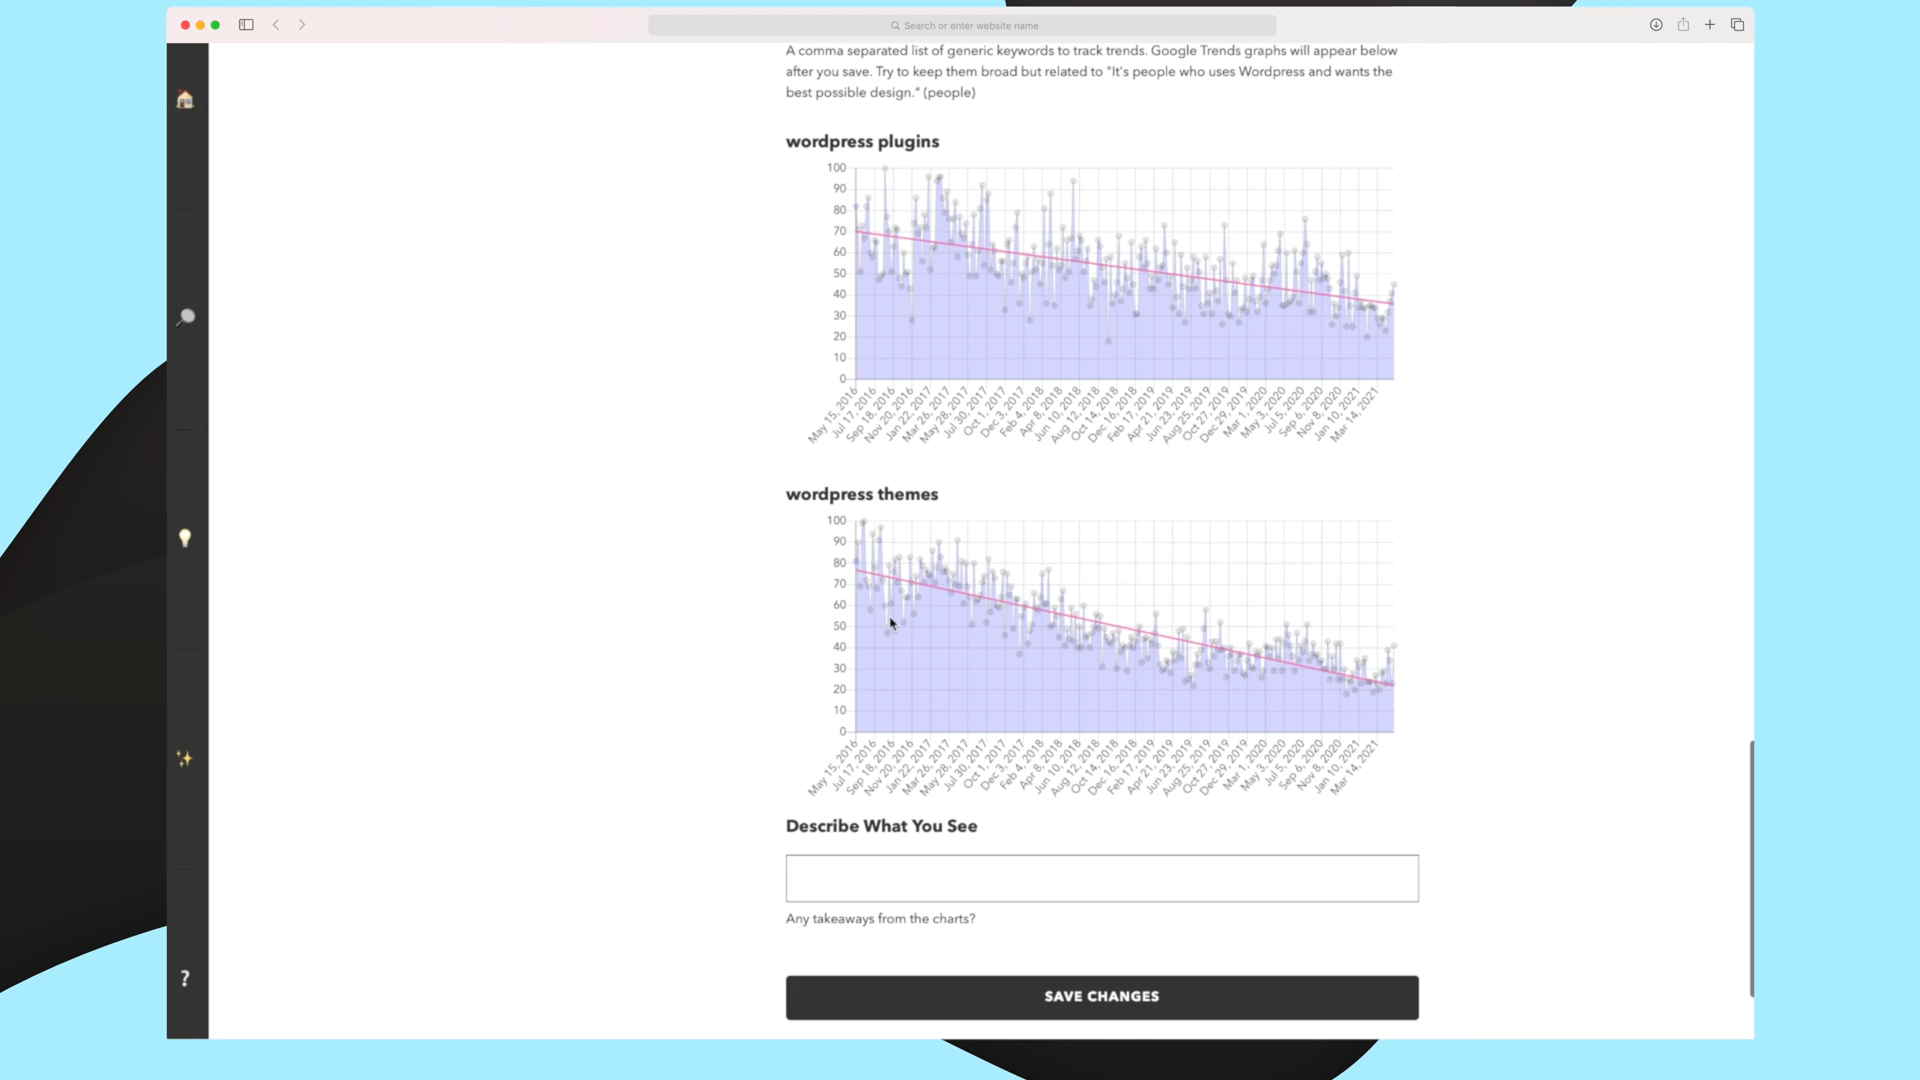 Search or enter website name
A comma separated list of generic keywords to track trends. Google Trends graphs will appear below
after you save. Try to keep them broad but related to "It's people who uses Wordpress and wants the
best possible design." (people)
wordpress plugins
100
90
80
70
60
50
40
30
20
10
0
May 15, 2016
Jul 17, 2016
Sep 18, 2016
Nov 20, 2016
Jan 22, 2017
Mar 26, 2017
May 28, 2017
Jul 30, 2017
Oct 1, 2017
Dec 3, 2017
Feb 4, 2018
Apr 8, 2018
Jun 10, 2018
Aug 12, 2018
Oct 14, 2018
Dec 16, 2018
Feb 17, 2019
Apr 21, 2019
Jun 23, 2019
Aug 25, 2019
Oct 27, 2019
Dec 29, 2019
Mar 1, 2020
May 3, 2020
Jul 5, 2020
Sep 6, 2020
Nov 8, 2020
Jan 10, 2021
Mar 14, 2021
wordpress themes
100
90
80
70
60
50
40
30
20
10
0
May 15, 2016
Jul 17, 2016
Sep 18, 2016
Nov 20, 2016
Jan 22, 2017
Mar 26, 2017
May 28, 2017
Jul 30, 2017
Oct 1, 2017
Dec 3, 2017
Feb 4, 2018
Apr 8, 2018
Jun 10, 2018
Aug 12, 2018
Oct 14, 2018
Dec 16, 2018
Feb 17, 2019
Apr 21, 2019
Jun 23, 2019
Aug 25, 2019
Oct 27, 2019
Dec 29, 2019
Mar 1, 2020
May 3, 2020
Jul 5, 2020
Sep 6, 2020
Nov 8, 2020
Jan 10, 2021
Mar 14, 2021
Describe What You See
Any takeaways from the charts?
?
SAVE CHANGES